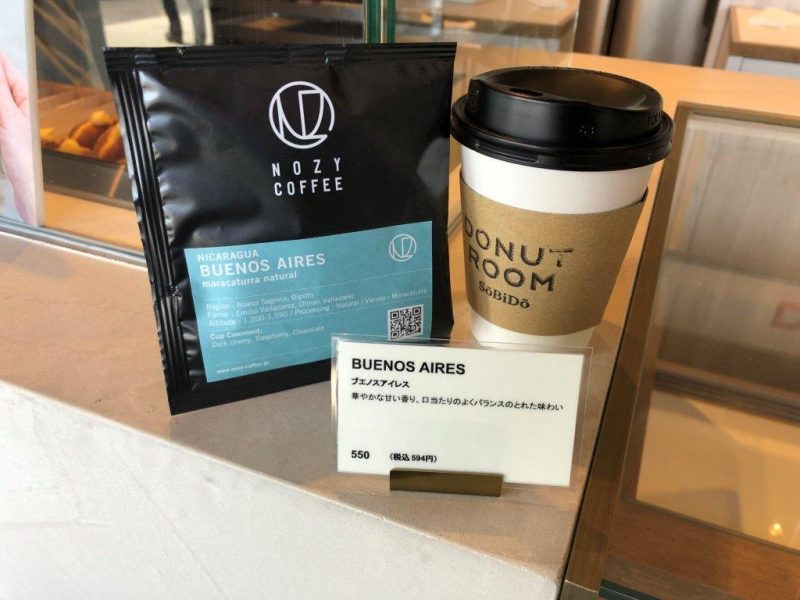 NOZY
COFFEE
NICARAGUA
BUENOS AIRES
maracaturra natural
Region : Nueva Segovia, Dipilto
Farmer : Emilio Valladarez, Olman Valladarez
Altitude : 1,300-1,350 / Processing : Natural / Variety : Maracaturra
Cup Comment:
Dark cherry, Raspberry, Chocolate
www.nozy-coffee.jp
DONUT
ROOM
SōBiDō
BUENOS AIRES
ブエノスアイレス
華やかな甘い香り、口当たりのよくバランスのとれた味わい
550 (税込 594円)